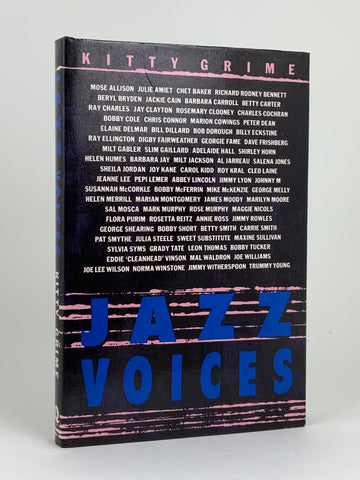 KITTY GRIME
MOSE ALLISON JULIE AMIET CHET BAKER RICHARD RODNEY BENNETT
BERYL BRYDEN JACKIE CAIN BARBARA CARROLL BETTY CARTER
RAY CHARLES JAY CLAYTON ROSEMARY CLOONEY CHARLES COCHRAN
BOBBY COLE CHRIS CONNOR MARION COWINGS PETER DEAN
ELAINE DELMAR BILL DILLARD BOB DOROUGH BILLY ECKSTINE
RAY ELLINGTON DIGBY FAIRWEATHER GEORGIE FAME DAVE FRISHBERG
MILT GABLER SLIM GAILLARD ADELAIDE HALL SHIRLEY HORN
HELEN HUMES BARBARA JAY MILT JACKSON AL JARREAU SALENA JONES
SHEILA JORDAN JOY KANE CAROL KIDD ROY KRAL CLEO LAINE
JEANNE LEE PEPI LEMER ABBEY LINCOLN JIMMY LYON JOHNNY M
SUSANNAH McCORKLE BOBBY McFERRIN MIKE McKENZIE GEORGE MELLY
HELEN MERRILL MARIAN MONTGOMERY JAMES MOODY MARILYN MOORE
SAL MOSCA MARK MURPHY ROSE MURPHY MAGGIE NICOLS
FLORA PURIM ROSETTA REITZ ANNIE ROSS JIMMY ROWLES
GEORGE SHEARING BOBBY SHORT BETTY SMITH CARRIE SMITH
PAT SMYTHE JULIA STEELE SWEET SUBSTITUTE MAXINE SULLIVAN
SYLVIA SYMS GRADY TATE LEON THOMAS BOBBY TUCKER
EDDIE 'CLEANHEAD' VINSON MAL WALDRON JOE WILLIAMS
JOE LEE WILSON NORMA WINSTONE JIMMY WITHERSPOON TRUMMY YOUNG
JAZZ
VOICES
JAZZ VOICES KITTY GRIME